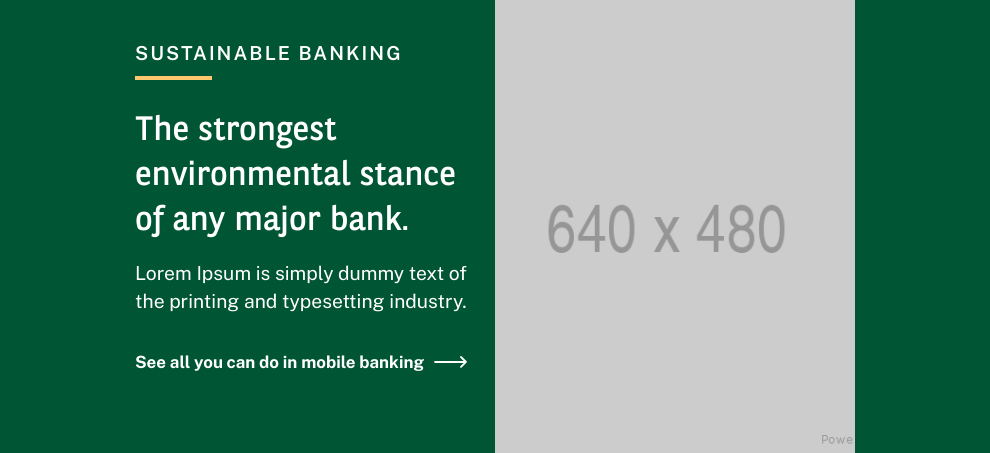 SUSTAINABLE BANKING
The strongest
environmental stance
of any major bank.
Lorem Ipsum is simply dummy text of
the printing and typesetting industry.
See all you can do in mobile banking
640 x 480
Powe